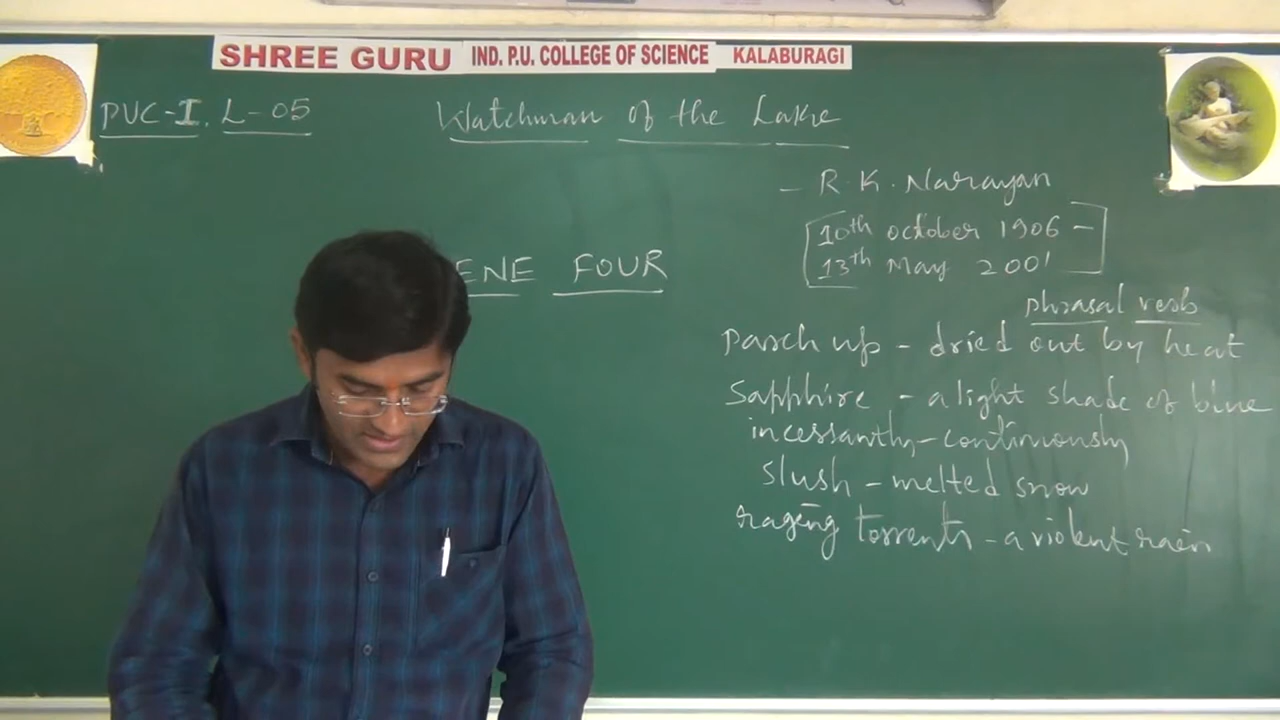 SHREE GURU IND. P.U. COLLEGE OF SCIENCE KALABURAGI
PUC-I. L-05
Watchman of the Lake
- R.K. Narayan
10th october 1906 -
13th May 2001
ENE FOUR
phrasal verb
Parch up - dried out by heat
Sapphire - a light shade of blue
incessantly - continuously
slush - melted snow
raging torrents - a violent rain